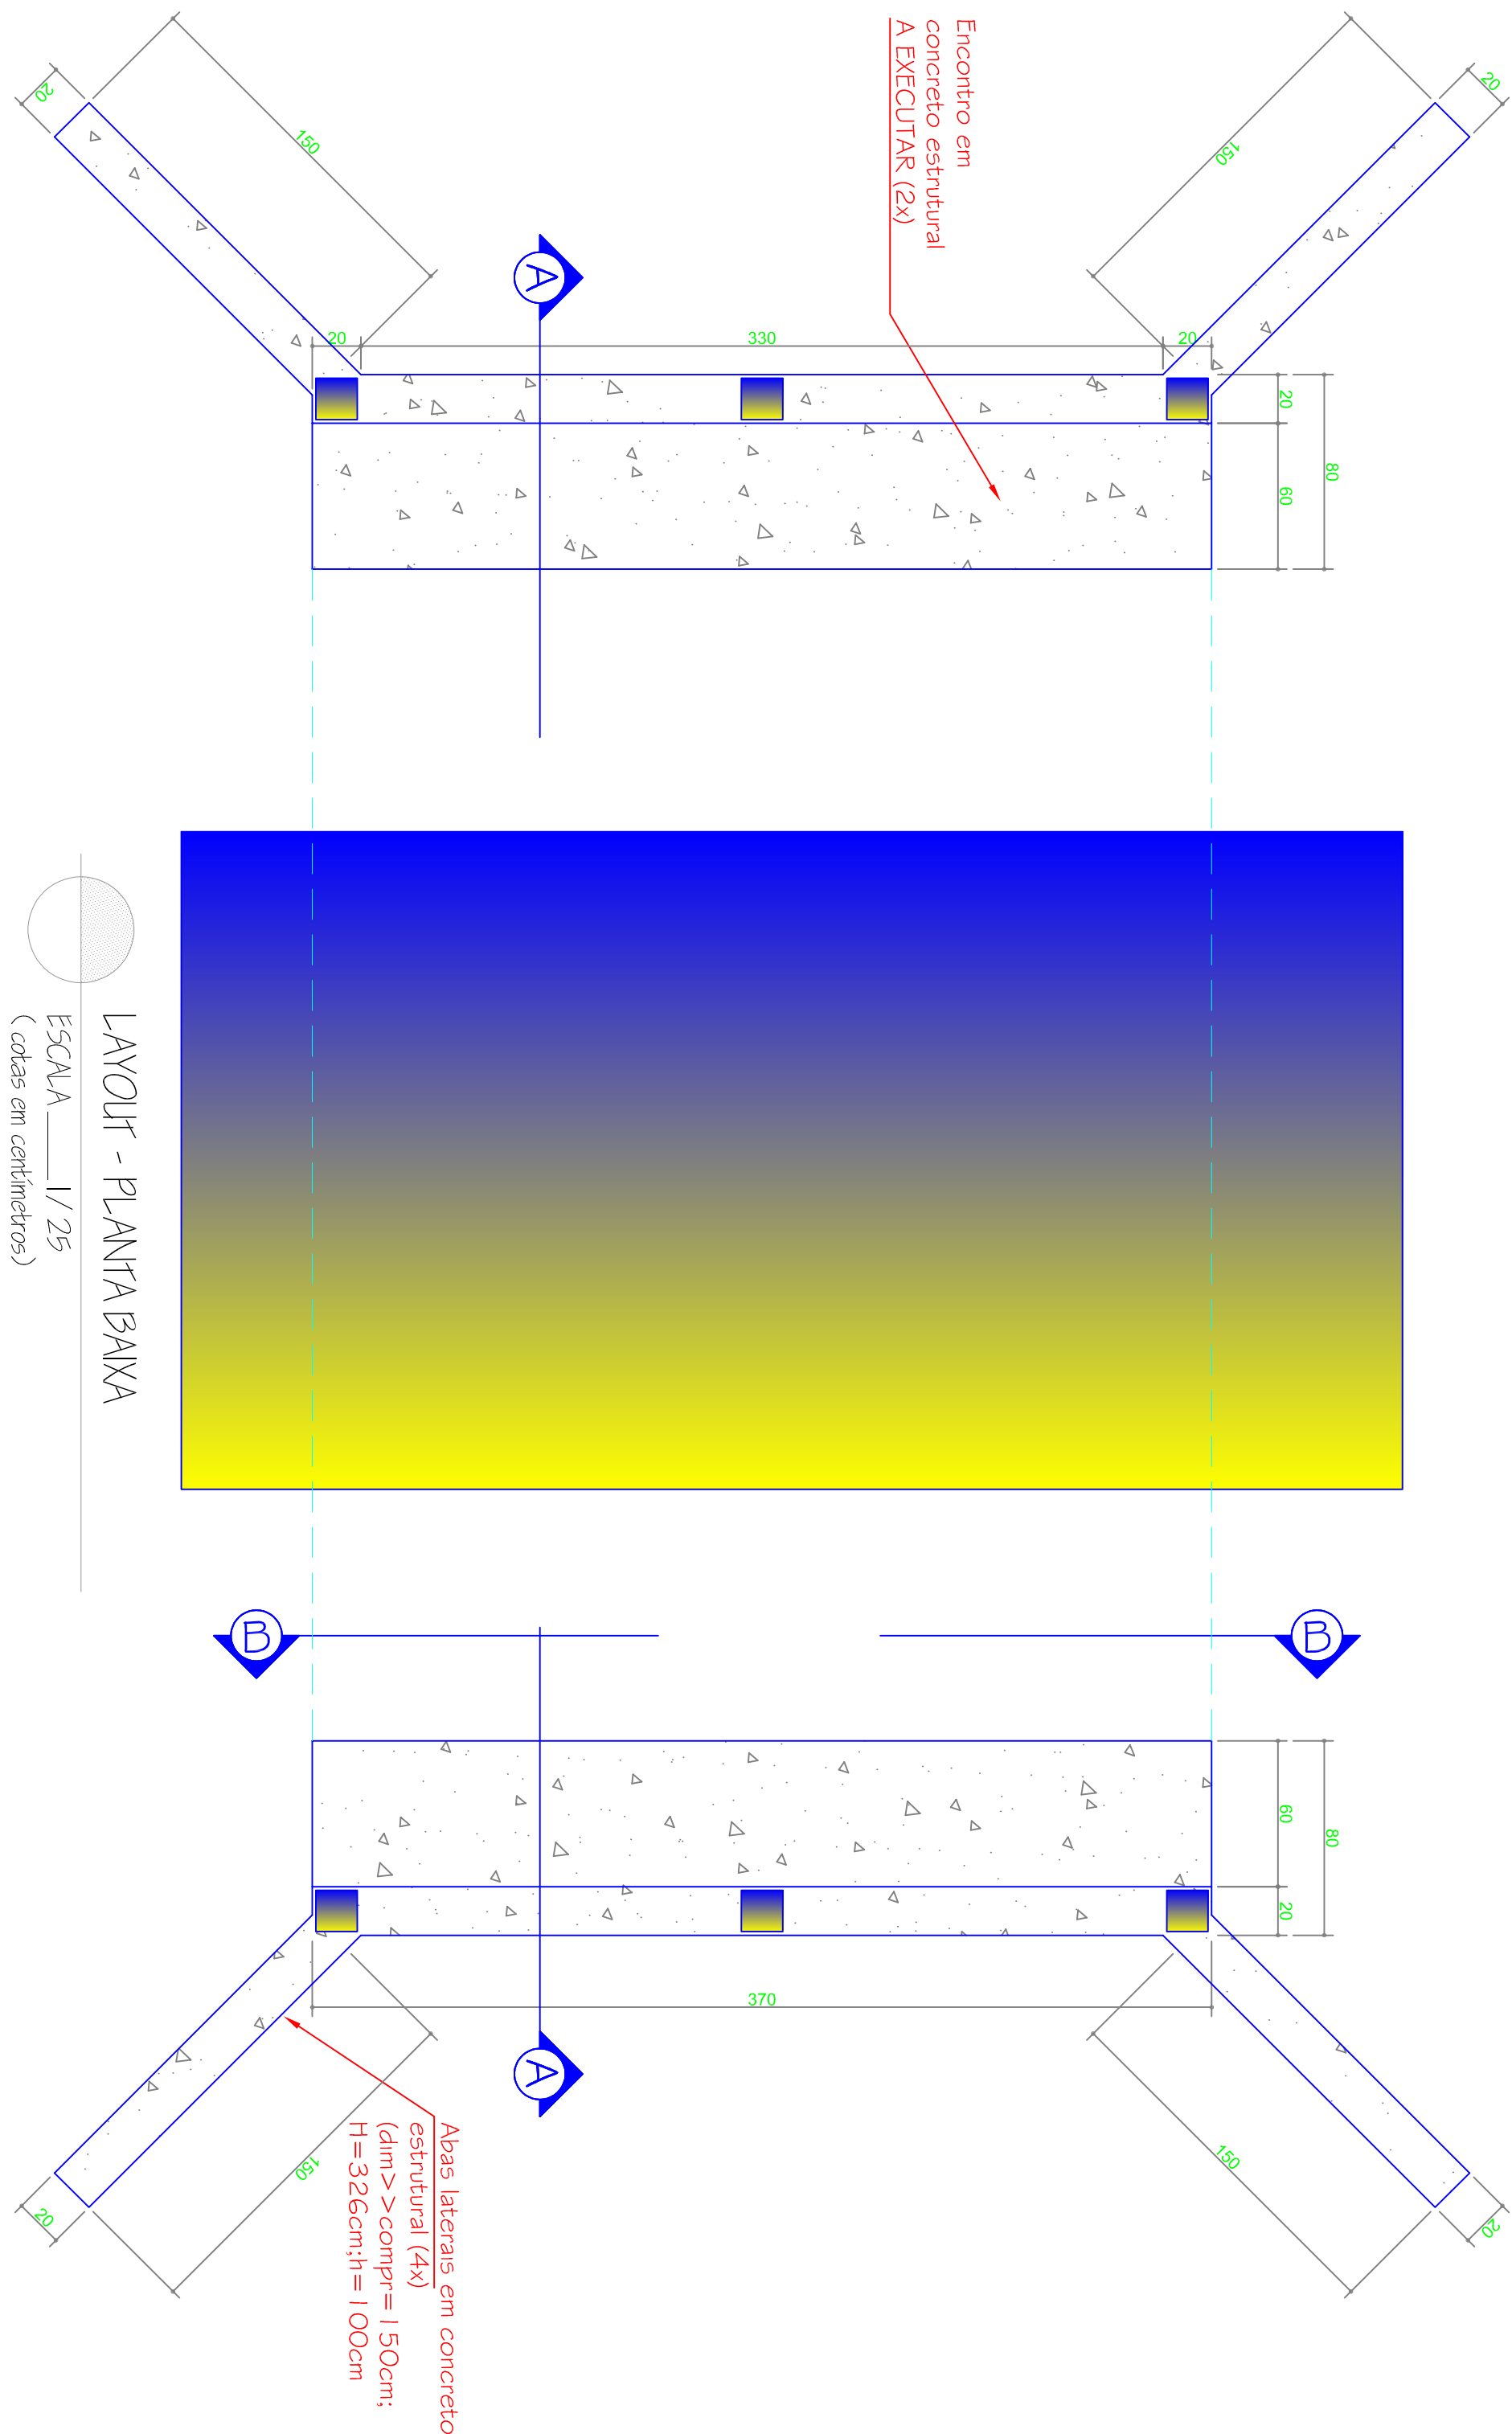 Encontro em
concreto estrutural
A EXECUTAR (2x)
20
150
150
20
20
330
20
20
60
80
A
LAYOUT - PLANTA BAIXA
ESCALA 1/25
(cotas em centímetros)
B
B
60
20
80
370
A
150
20
150
20
Abas laterais em concreto
estrutural (4x)
(dim>>compr=150cm;
H=326cm;h=100cm